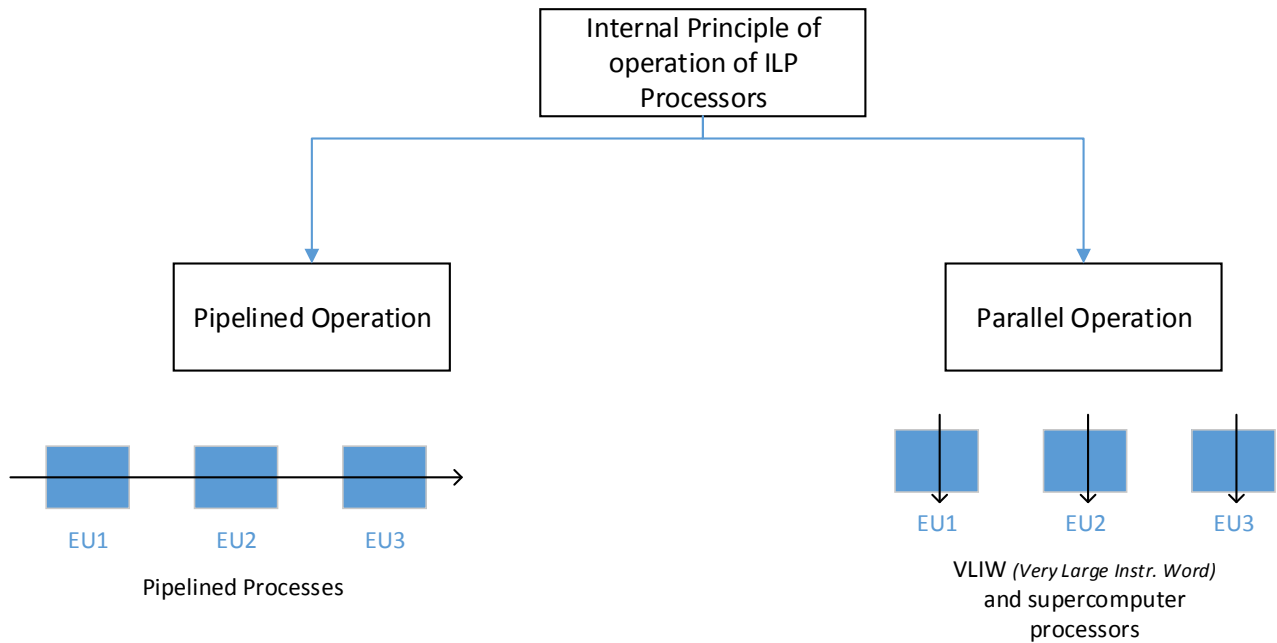 Internal Principle of
operation of ILP
Processors
Pipelined Operation
Parallel Operation
EU1
EU2
EU3
Pipelined Processes
EU1
EU2
EU3
VLIW (Very Large Instr. Word)
and supercomputer
processors